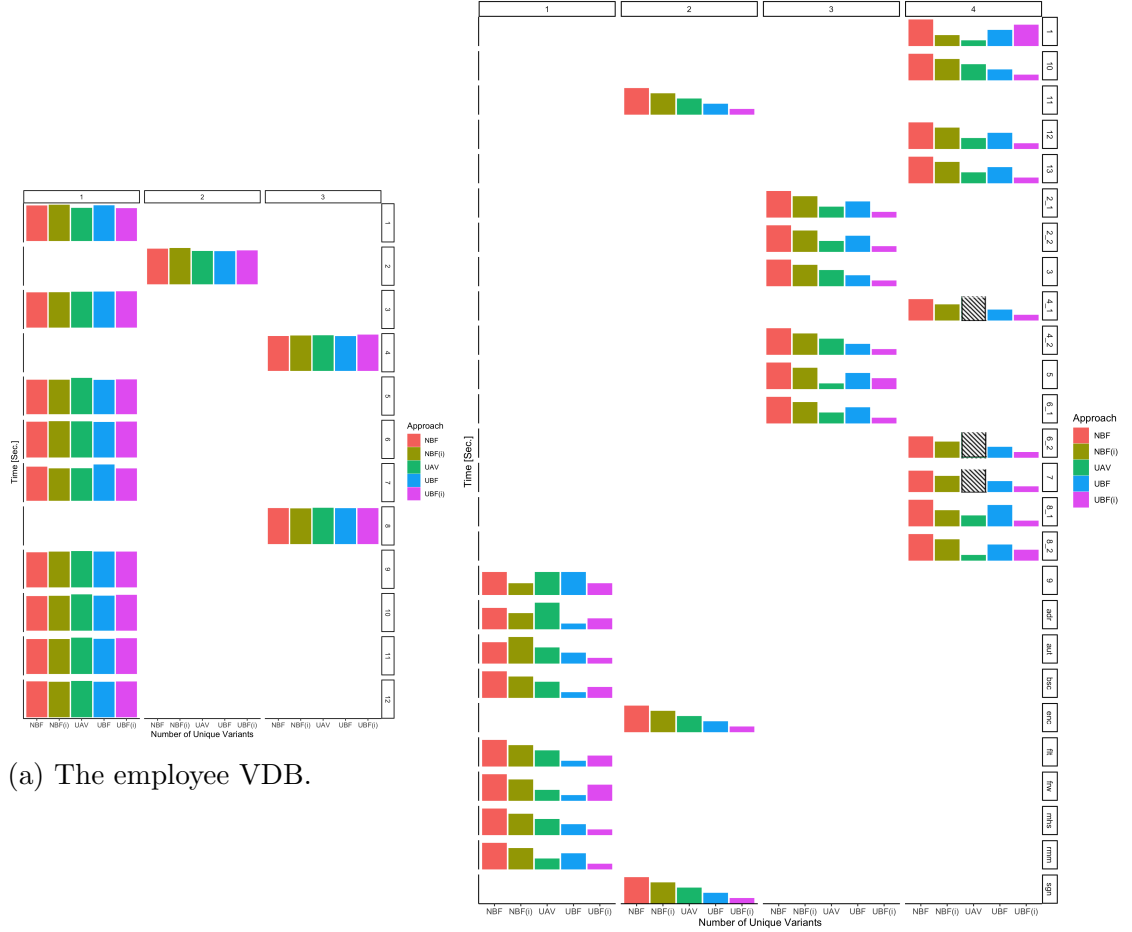 1 2 3
1
2
3
4
5
6
7
8
9
10
11
12
Time [Sec.]
NBF NBF(i) UAV UBF UBF(i) NBF NBF(i) UAV UBF UBF(i) NBF NBF(i) UAV UBF UBF(i)
Number of Unique Variants
Approach
NBF
NBF(i)
UAV
UBF
UBF(i)
(a) The employee VDB.
1 2 3 4
1
10
11
12
13
2_1
2_2
3
4_1
4_2
5
6_1
6_2
7
8_1
8_2
9
adr
aut
bsc
enc
flt
frw
mhs
rmm
sgn
Time [Sec.]
NBF NBF(i) UAV UBF UBF(i) NBF NBF(i) UAV UBF UBF(i) NBF NBF(i) UAV UBF UBF(i) NBF NBF(i) UAV UBF UBF(i)
Number of Unique Variants
Approach
NBF
NBF(i)
UAV
UBF
UBF(i)